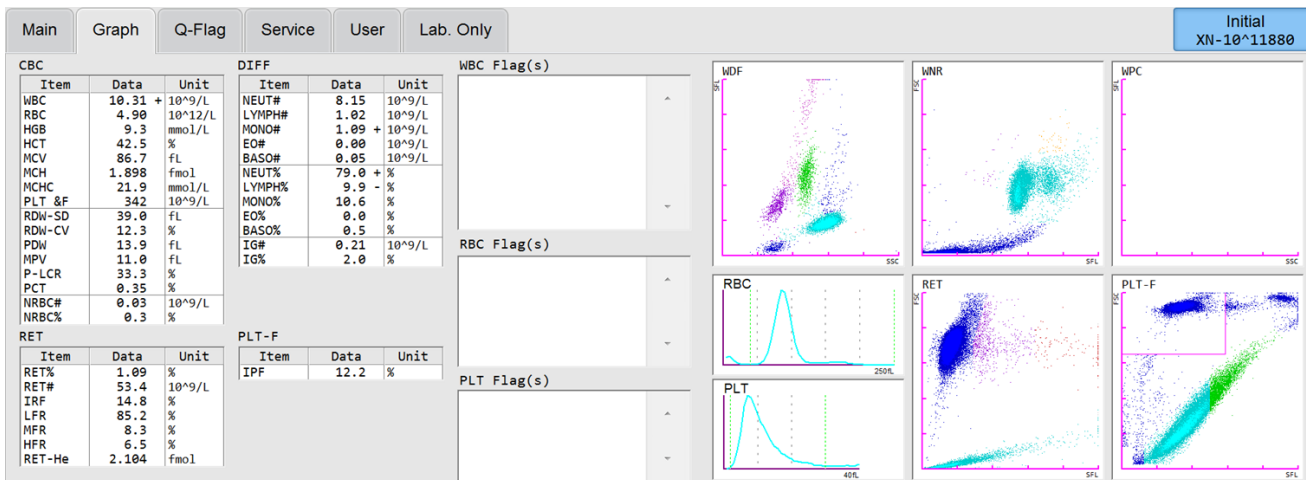 Main Graph Q-Flag Service User Lab. Only
Initial
XN-10^11880
CBC
Item Data Unit
WBC 10.31 + 10^9/L
RBC 4.90 10^12/L
HGB 9.3 mmol/L
HCT 42.5 %
MCV 86.7 fL
MCH 1.898 fmol
MCHC 21.9 mmol/L
PLT &F 342 10^9/L
RDW-SD 39.0 fL
RDW-CV 12.3 %
PDW 13.9 fL
MPV 11.0 fL
P-LCR 33.3 %
PCT 0.35 %
NRBC# 0.03 10^9/L
NRBC% 0.3 %
RET
Item Data Unit
RET% 1.09 %
RET# 53.4 10^9/L
IRF 14.8 %
LFR 85.2 %
MFR 8.3 %
HFR 6.5 %
RET-He 2.104 fmol
DIFF
Item Data Unit
NEUT# 8.15 10^9/L
LYMPH# 1.02 10^9/L
MONO# 1.09 + 10^9/L
EO# 0.00 10^9/L
BASO# 0.05 10^9/L
NEUT% 79.0 + %
LYMPH% 9.9 - %
MONO% 10.6 %
EO% 0.0 %
BASO% 0.5 %
IG# 0.21 10^9/L
IG% 2.0 %
PLT-F
Item Data Unit
IPF 12.2 %
WBC Flag(s)
RBC Flag(s)
PLT Flag(s)
WDF
SFL
SSC
WNR
FSC
SFL
WPC
SFL
SSC
RBC
250fL
PLT
40fL
RET
FSC
SFL
PLT-F
FSC
SFL